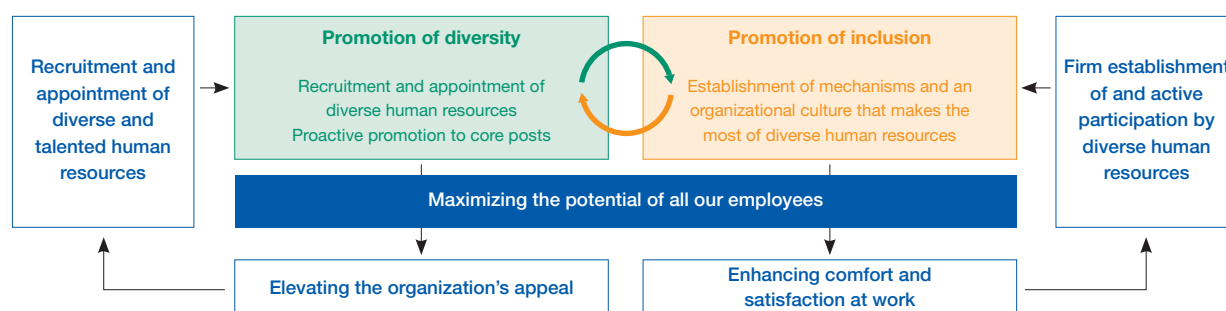 Recruitment and
appointment of
diverse and
talented human
resources
Promotion of diversity
Recruitment and appointment of
diverse human resources
Proactive promotion to core posts
Promotion of inclusion
Establishment of mechanisms and an
organizational culture that makes the
most of diverse human resources
Firm establishment
of and active
participation by
diverse human
resources
Maximizing the potential of all our employees
Elevating the organization’s appeal
Enhancing comfort and
satisfaction at work